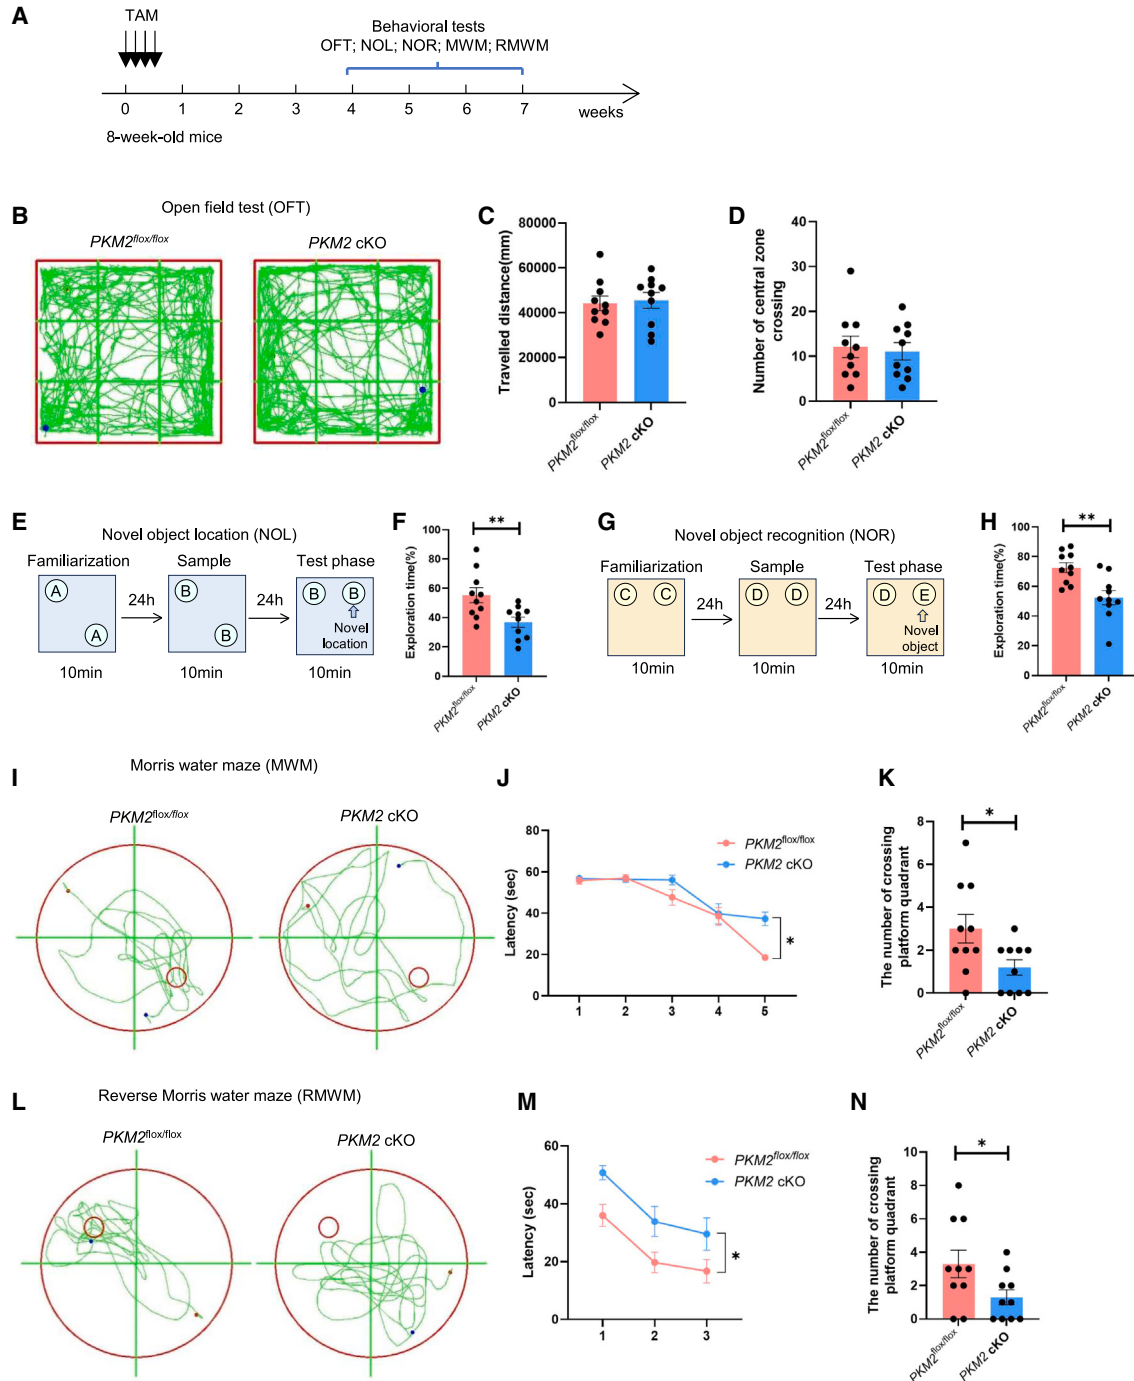 A
TAM
Behavioral tests
OFT; NOL; NOR; MWM; RMWM
0 1 2 3 4 5 6 7 weeks
8-week-old mice
B
Open field test (OFT)
PKM2flox/flox
PKM2 cKO
C
Travelled distance(mm)
80000
60000
40000
20000
0
PKM2flox/flox
PKM2 cKO
D
Number of central zone
crossing
40
30
20
10
0
PKM2flox/flox
PKM2 cKO
E
Novel object location (NOL)
Familiarization
Sample
Test phase
A
A
24h
B
B
24h
B
B
Novel
location
10min
10min
10min
F
Exploration time(%)
100
80
60
40
20
0
**
PKM2flox/flox
PKM2 cKO
G
Novel object recognition (NOR)
Familiarization
Sample
Test phase
C
C
24h
D
D
24h
D
E
Novel
object
10min
10min
10min
H
Exploration time(%)
100
80
60
40
20
0
**
PKM2flox/flox
PKM2 cKO
I
Morris water maze (MWM)
PKM2flox/flox
PKM2 cKO
J
Latency (sec)
80
60
40
20
0
1 2 3 4 5
PKM2flox/flox
PKM2 cKO
*
K
The number of crossing
platform quadrant
8
6
4
2
0
*
PKM2flox/flox
PKM2 cKO
L
Reverse Morris water maze (RMWM)
PKM2flox/flox
PKM2 cKO
M
Latency (sec)
60
40
20
0
1 2 3
PKM2flox/flox
PKM2 cKO
*
N
The number of crossing
platform quadrant
10
8
6
4
2
0
*
PKM2flox/flox
PKM2 cKO